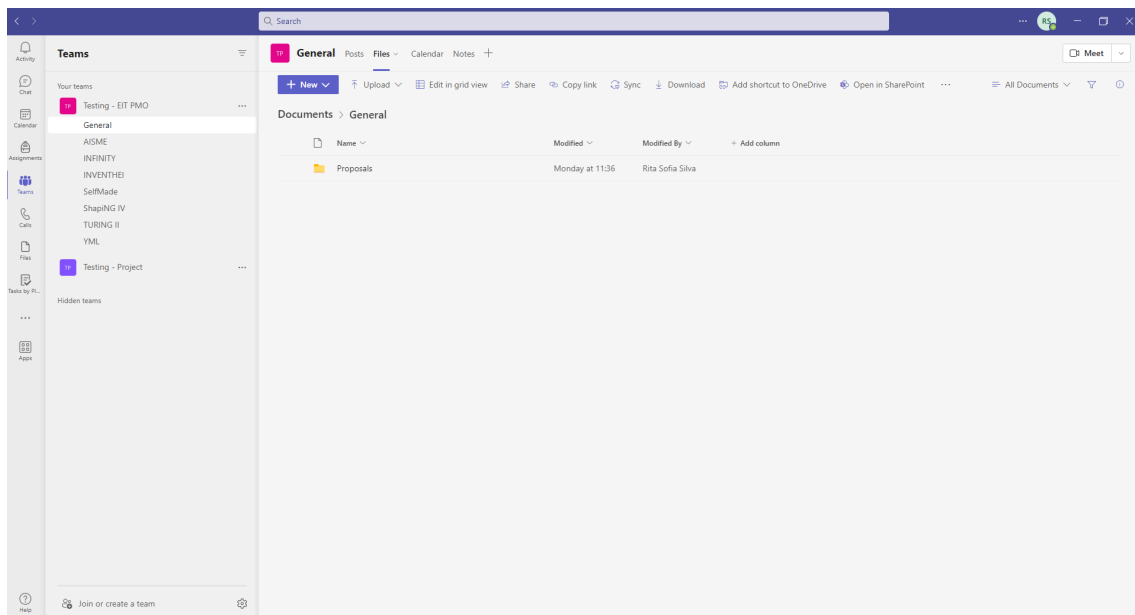 Search
RS
Activity
Chat
Calendar
Assignments
Teams
Calls
Files
Tasks by Pl...
Apps
Help
Teams
Your teams
TP Testing - EIT PMO
General
AISME
INFINITY
INVENTHEI
SelfMade
ShapiNG IV
TURING II
YML
TP Testing - Project
Hidden teams
Join or create a team
TP General Posts Files Calendar Notes
Meet
New Upload Edit in grid view Share Copy link Sync Download Add shortcut to OneDrive Open in SharePoint ... All Documents
Documents > General
Name Modified Modified By + Add column
Proposals Monday at 11:36 Rita Sofia Silva